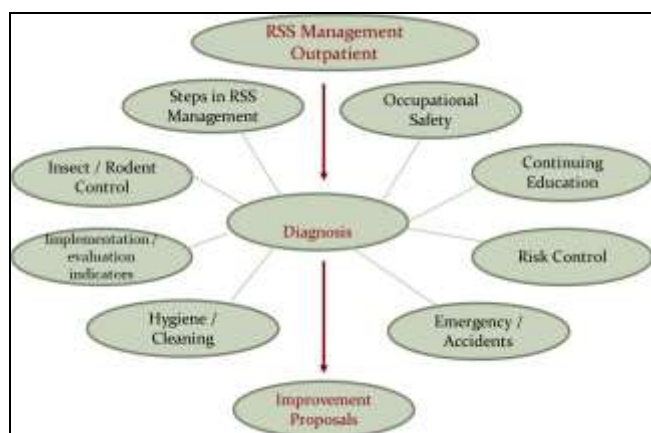 RSS Management
Outpatient
Steps in RSS
Management
Occupational
Safety
Insect / Rodent
Control
Continuing
Education
Diagnosis
Implementation /
evaluation
indicators
Risk Control
Hygiene /
Cleaning
Emergency /
Accidents
Improvement
Proposals